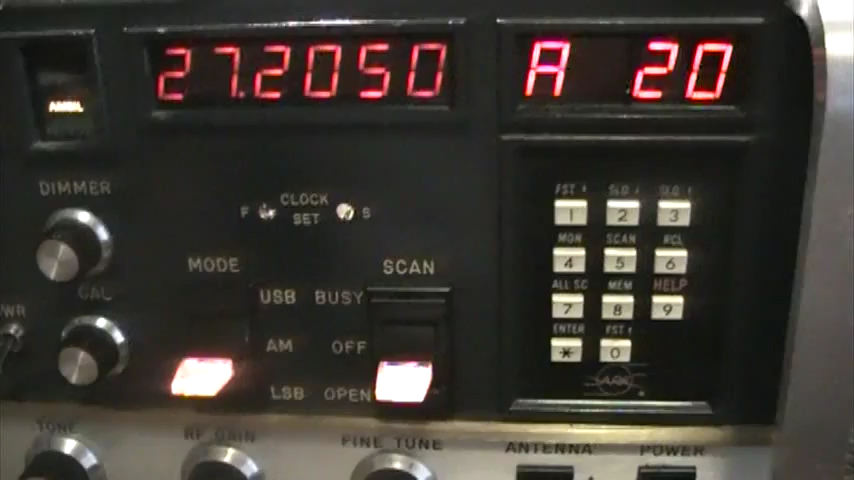 27.2050 A 20
DIMMER
F CLOCK SET S
MODE SCAN
CAL
USB BUSY
AM OFF
LSB OPEN
1 2 3
MON SCAN RCL
4 5 6
ALL SC MEM HELP
7 8 9
ENTER FST ↑
* 0
TONE RF GAIN FINE TUNE ANTENNA POWER